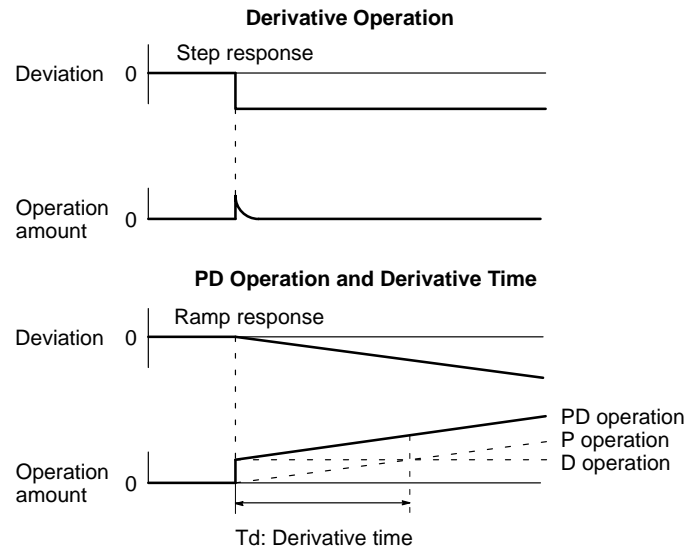 Derivative Operation
Step response
Deviation 0
Operation
amount
0
PD Operation and Derivative Time
Ramp response
Deviation 0
PD operation
P operation
D operation
Operation
amount
0
Td: Derivative time